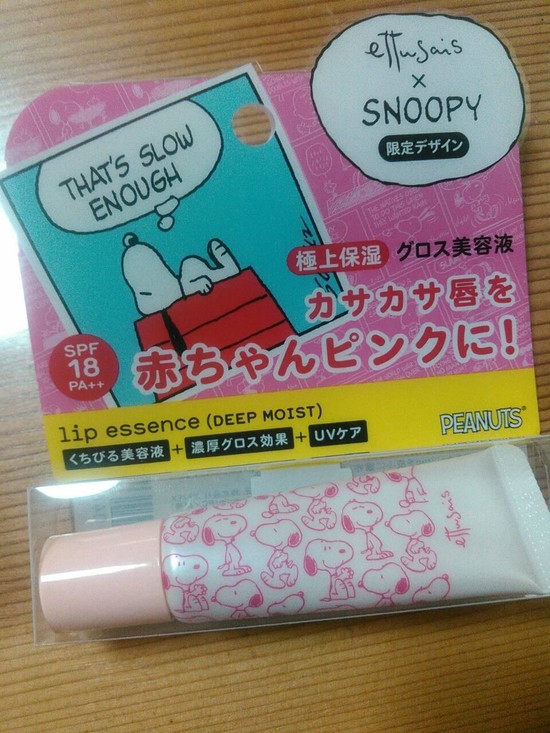 ettusais
×
SNOOPY
限定デザイン
THAT'S SLOW
ENOUGH
極上保湿 グロス美容液
カサカサ唇を
赤ちゃんピンクに!
SPF
18
PA++
lip essence (DEEP MOIST)
くちびる美容液 + 濃厚グロス効果 + UVケア
PEANUTS®
ettusais